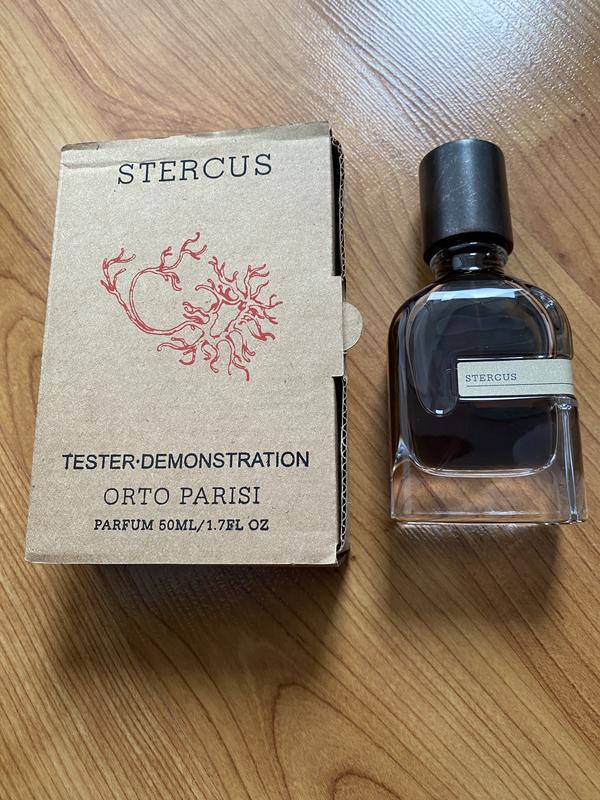 STERCUS
TESTER·DEMONSTRATION
ORTO PARISI
PARFUM 50ML/1.7FL OZ
STERCUS